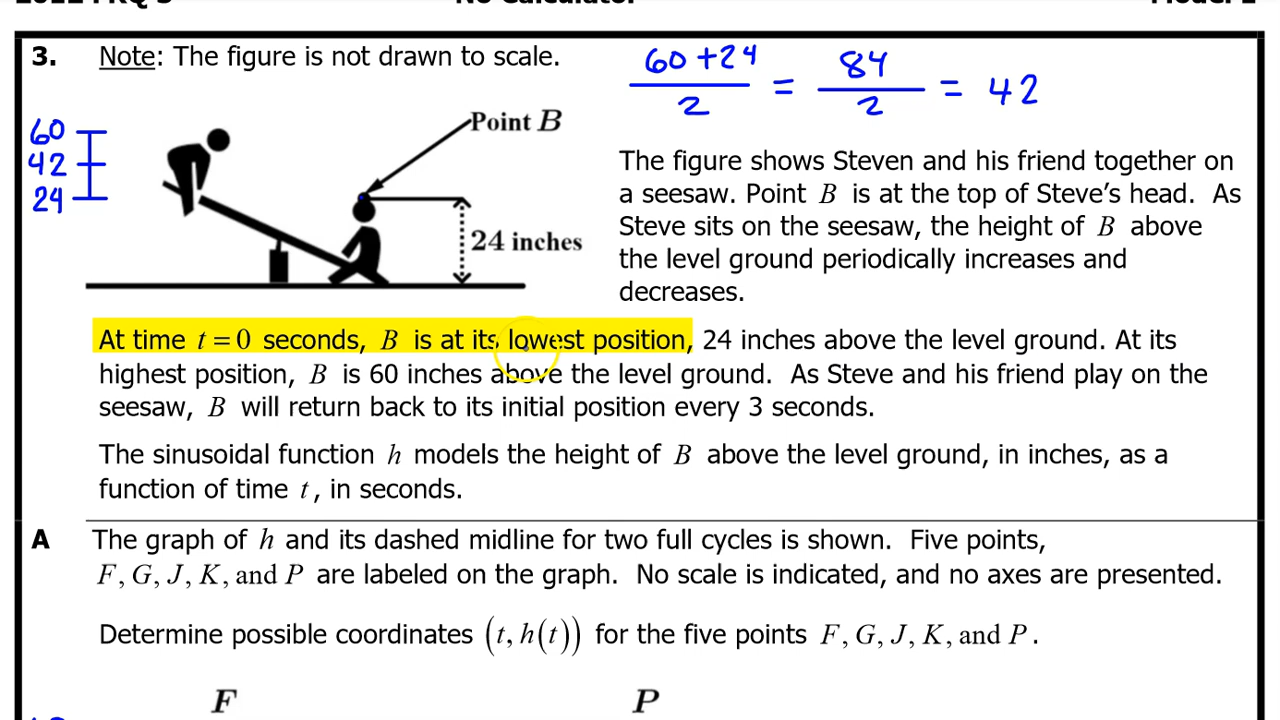 3. Note: The figure is not drawn to scale.
60 + 24 / 2 = 84 / 2 = 42
60
42
24
Point B
24 inches
The figure shows Steven and his friend together on
a seesaw. Point B is at the top of Steve's head. As
Steve sits on the seesaw, the height of B above
the level ground periodically increases and
decreases.
At time t = 0 seconds, B is at its lowest position, 24 inches above the level ground. At its
highest position, B is 60 inches above the level ground. As Steve and his friend play on the
seesaw, B will return back to its initial position every 3 seconds.
The sinusoidal function h models the height of B above the level ground, in inches, as a
function of time t, in seconds.
A The graph of h and its dashed midline for two full cycles is shown. Five points,
F, G, J, K, and P are labeled on the graph. No scale is indicated, and no axes are presented.
Determine possible coordinates (t, h(t)) for the five points F, G, J, K, and P.
F P